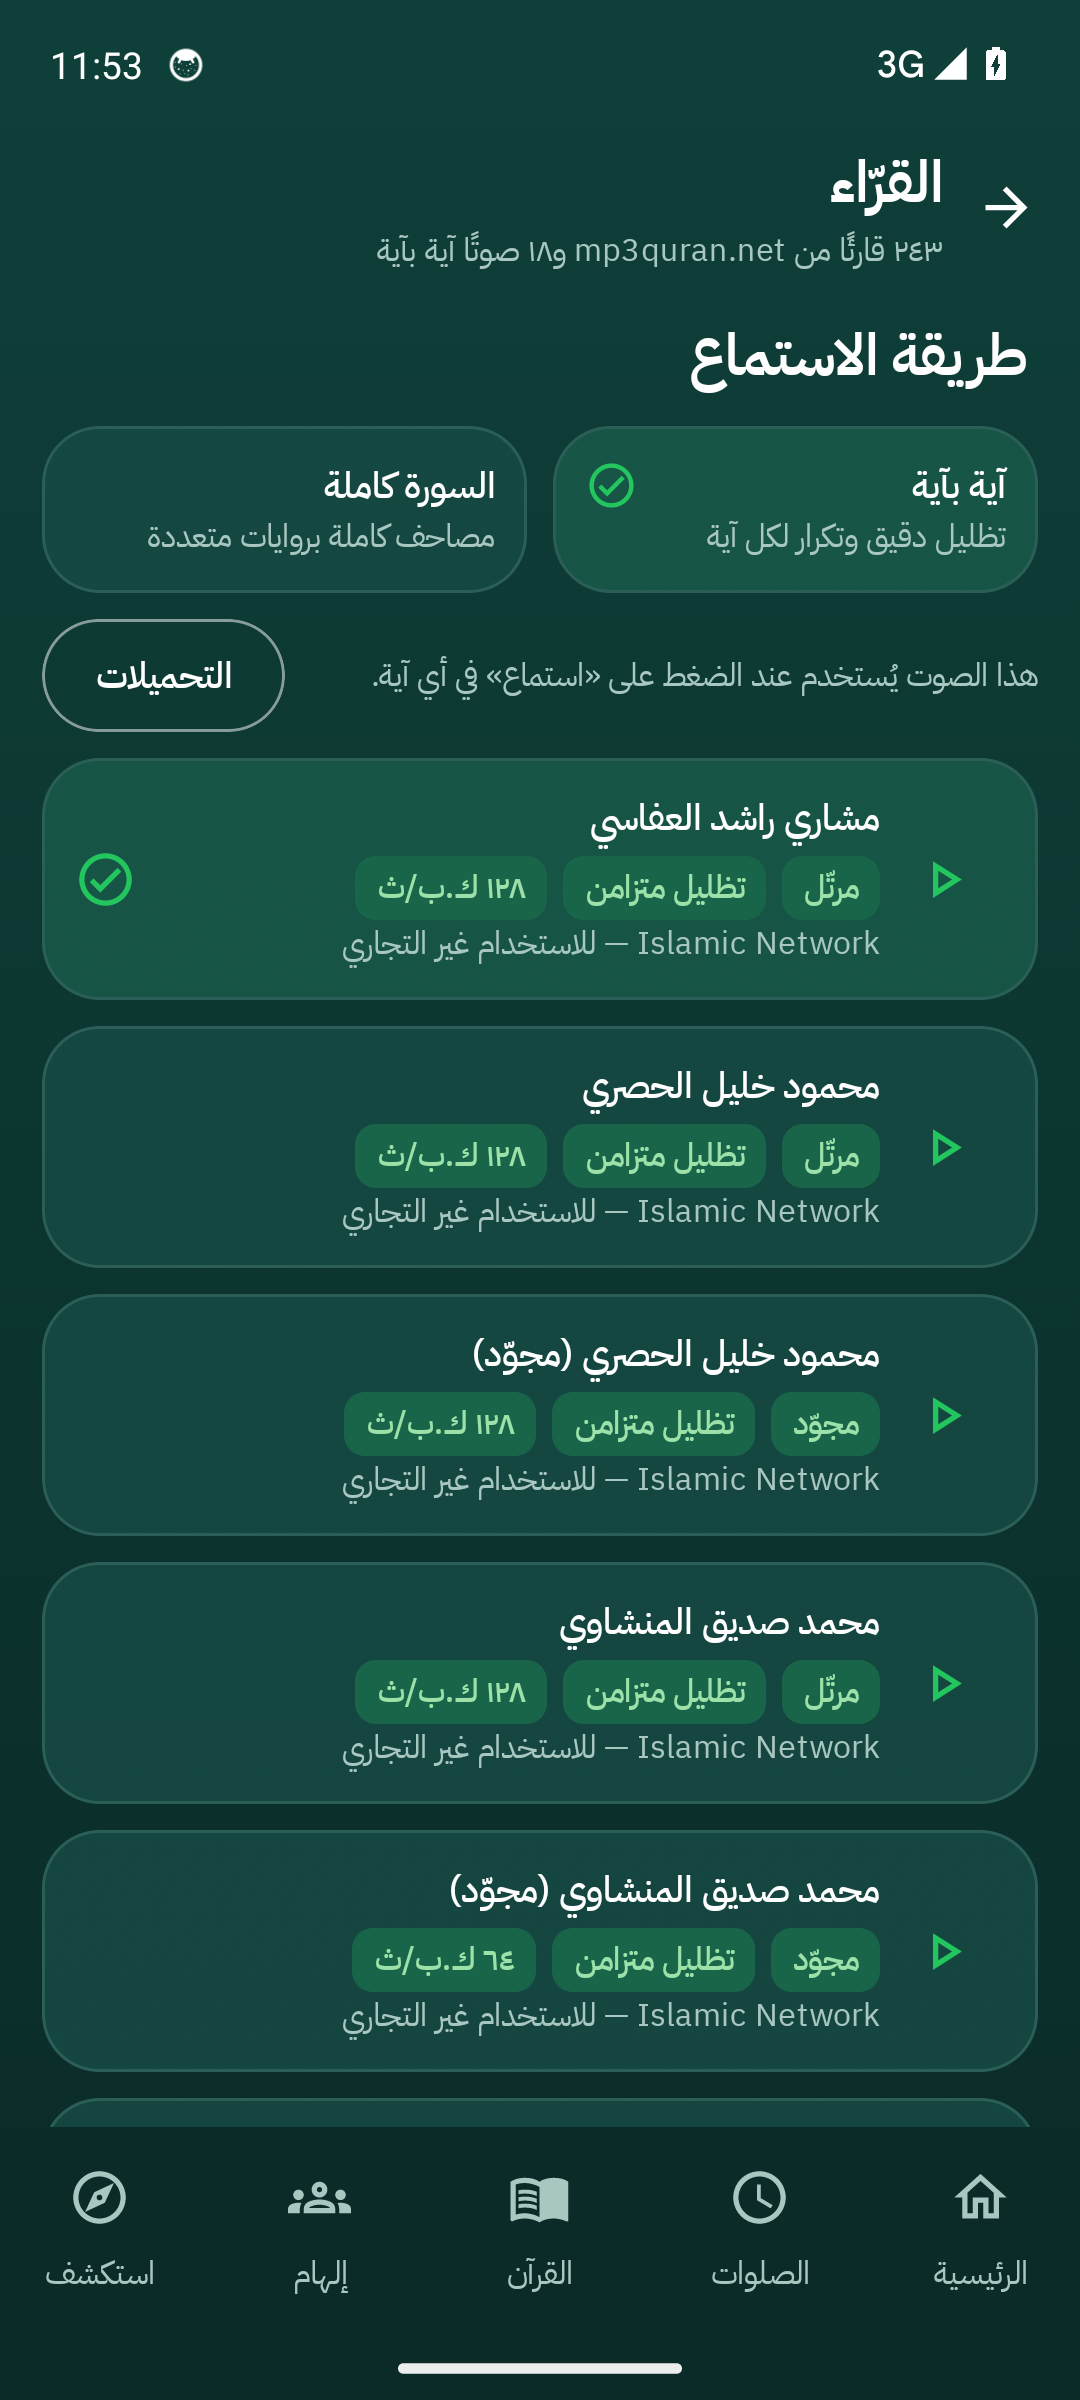 11:53
3G
القرّاء
٢٤٣ قارئًا من mp3quran.net و١٨ صوتًا آية بآية
طريقة الاستماع
آية بآية
تظليل دقيق وتكرار لكل آية
السورة كاملة
مصاحف كاملة بروايات متعددة
هذا الصوت يُستخدم عند الضغط على «استماع» في أي آية.
التحميلات
مشاري راشد العفاسي
مرتّل تظليل متزامن ١٢٨ ك.ب/ث
Islamic Network — للاستخدام غير التجاري
محمود خليل الحصري
مرتّل تظليل متزامن ١٢٨ ك.ب/ث
Islamic Network — للاستخدام غير التجاري
محمود خليل الحصري (مجوّد)
مجوّد تظليل متزامن ١٢٨ ك.ب/ث
Islamic Network — للاستخدام غير التجاري
محمد صديق المنشاوي
مرتّل تظليل متزامن ١٢٨ ك.ب/ث
Islamic Network — للاستخدام غير التجاري
محمد صديق المنشاوي (مجوّد)
مجوّد تظليل متزامن ٦٤ ك.ب/ث
Islamic Network — للاستخدام غير التجاري
الرئيسية الصلوات القرآن إلهام استكشف